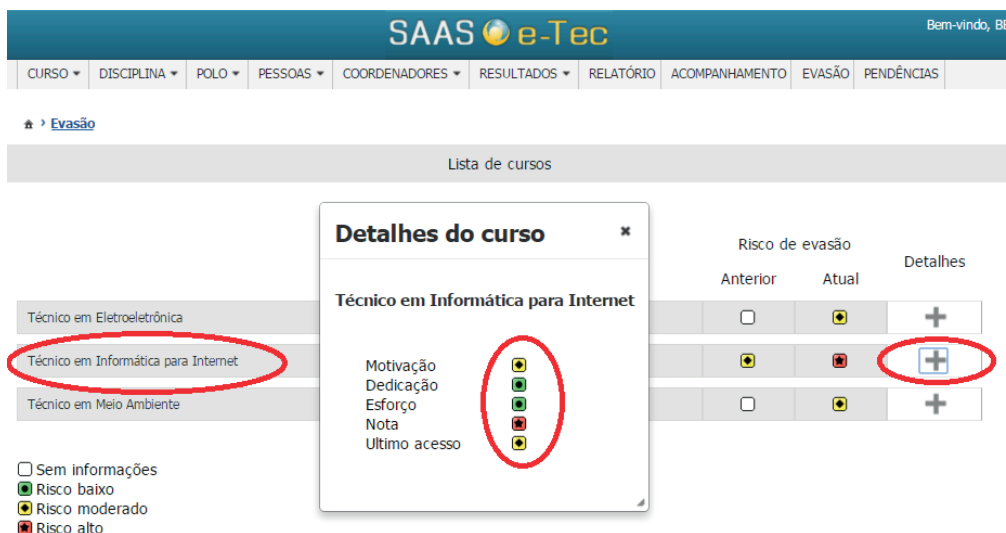 SAAS e-Tec
Bem-vindo, BE
CURSO DISCIPLINA POLO PESSOAS COORDENADORES RESULTADOS RELATÓRIO ACOMPANHAMENTO EVASÃO PENDÊNCIAS
› Evasão
Lista de cursos
Detalhes do curso
Técnico em Informática para Internet
Motivação
Dedicação
Esforço
Nota
Ultimo acesso
Risco de evasão
Detalhes
Anterior Atual
Técnico em Eletroeletrônica
Técnico em Informática para Internet
Técnico em Meio Ambiente
Sem informações
Risco baixo
Risco moderado
Risco alto